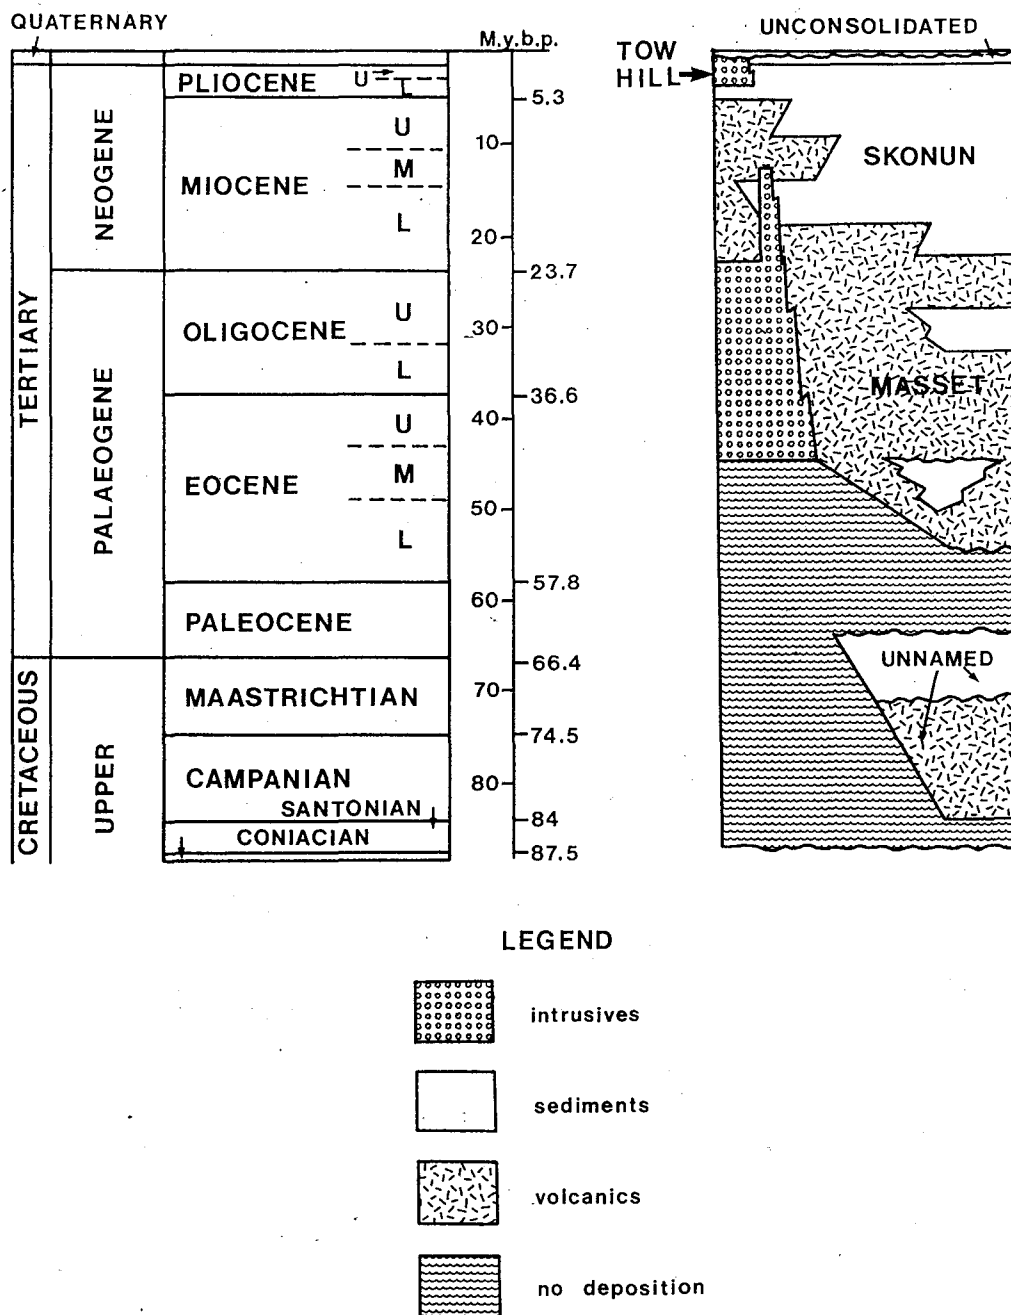 QUATERNARY
M.y.b.p.
UNCONSOLIDATED
TOW
HILL
PLIOCENE U
L
5.3
NEOGENE
MIOCENE
U
M
L
10
20
SKONUN
23.7
TERTIARY
PALAEOGENE
OLIGOCENE
U
L
30
36.6
MASSET
EOCENE
U
M
L
40
50
57.8
PALEOCENE
60
66.4
UNNAMED
CRETACEOUS
UPPER
MAASTRICHTIAN
70
74.5
CAMPANIAN
80
SANTONIAN
84
CONIACIAN
87.5
LEGEND
intrusives
sediments
volcanics
no deposition